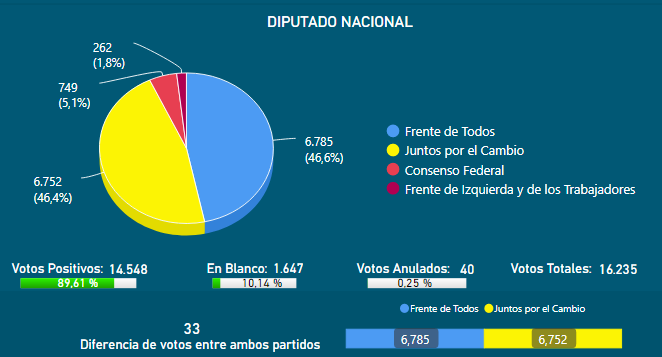 DIPUTADO NACIONAL
262
(1,8%)
749
(5,1%)
6.785
(46,6%)
6.752
(46,4%)
Frente de Todos
Juntos por el Cambio
Consenso Federal
Frente de Izquierda y de los Trabajadores
Votos Positivos: 14.548
89,61 %
En Blanco: 1.647
10,14 %
Votos Anulados: 40
0,25 %
Votos Totales: 16.235
33
Diferencia de votos entre ambos partidos
Frente de Todos Juntos por el Cambio
6,785 6,752